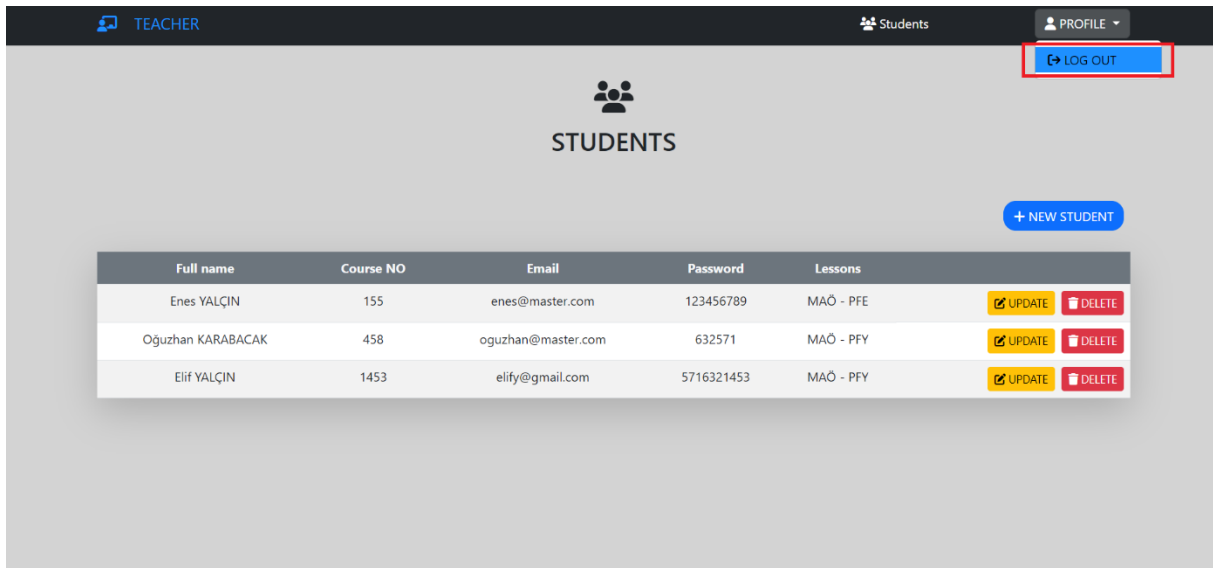 TEACHER Students PROFILE
LOG OUT
STUDENTS
+ NEW STUDENT
Full name Course NO Email Password Lessons
Enes YALÇIN 155 enes@master.com 123456789 MAÖ - PFE UPDATE DELETE
Oğuzhan KARABACAK 458 oguzhan@master.com 632571 MAÖ - PFY UPDATE DELETE
Elif YALÇIN 1453 elify@gmail.com 5716321453 MAÖ - PFY UPDATE DELETE